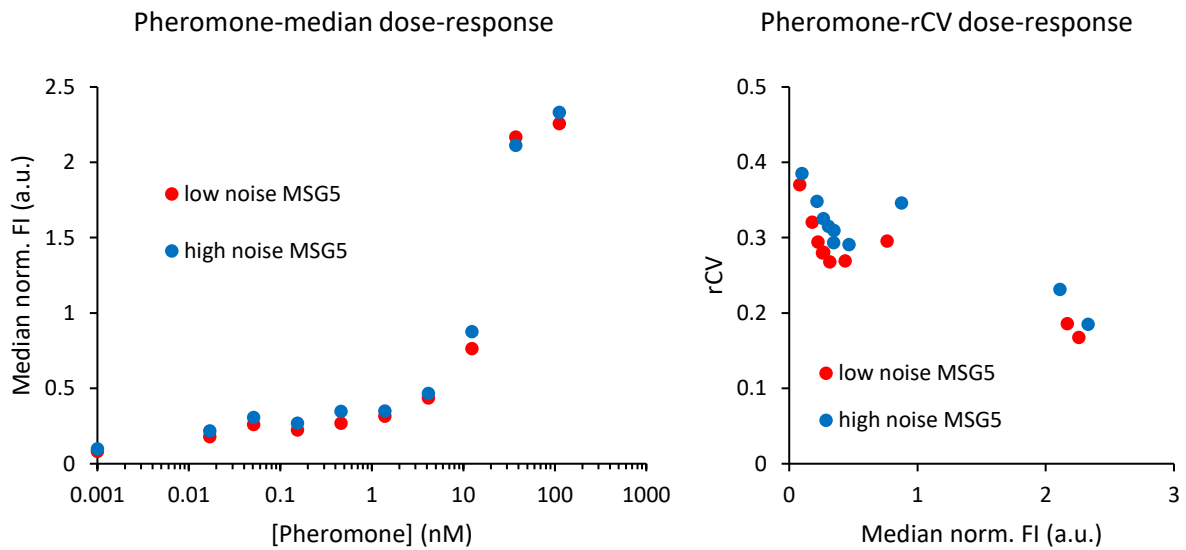 Pheromone-median dose-response
2.5
2
1.5
1
0.5
0
Median norm. FI (a.u.)
low noise MSG5
high noise MSG5
0.001
0.01
0.1
1
10
100
1000
[Pheromone] (nM)
Pheromone-rCV dose-response
0.5
0.4
0.3
0.2
0.1
0
rCV
low noise MSG5
high noise MSG5
0
1
2
3
Median norm. FI (a.u.)